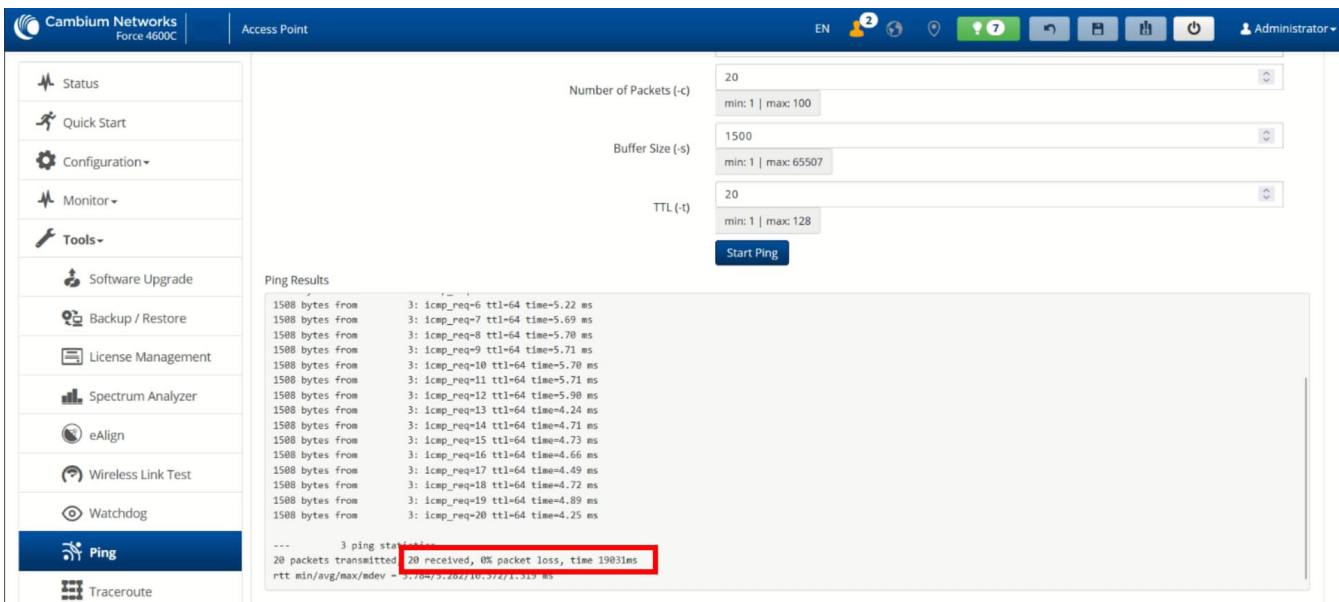 Cambium Networks
Force 4600C
Access Point
EN
2
7
Administrator
Status
Quick Start
Configuration
Monitor
Tools
Software Upgrade
Backup / Restore
License Management
Spectrum Analyzer
eAlign
Wireless Link Test
Watchdog
Ping
Traceroute
Number of Packets (-c)
20
min: 1 | max: 100
Buffer Size (-s)
1500
min: 1 | max: 65507
TTL (-t)
20
min: 1 | max: 128
Start Ping
Ping Results
1508 bytes from 3: icmp_req=6 ttl=64 time=5.22 ms
1508 bytes from 3: icmp_req=7 ttl=64 time=5.69 ms
1508 bytes from 3: icmp_req=8 ttl=64 time=5.70 ms
1508 bytes from 3: icmp_req=9 ttl=64 time=5.71 ms
1508 bytes from 3: icmp_req=10 ttl=64 time=5.70 ms
1508 bytes from 3: icmp_req=11 ttl=64 time=5.71 ms
1508 bytes from 3: icmp_req=12 ttl=64 time=5.90 ms
1508 bytes from 3: icmp_req=13 ttl=64 time=4.24 ms
1508 bytes from 3: icmp_req=14 ttl=64 time=4.71 ms
1508 bytes from 3: icmp_req=15 ttl=64 time=4.73 ms
1508 bytes from 3: icmp_req=16 ttl=64 time=4.66 ms
1508 bytes from 3: icmp_req=17 ttl=64 time=4.49 ms
1508 bytes from 3: icmp_req=18 ttl=64 time=4.72 ms
1508 bytes from 3: icmp_req=19 ttl=64 time=4.89 ms
1508 bytes from 3: icmp_req=20 ttl=64 time=4.25 ms
--- 3 ping
20 packets transmitted 20 received, 0% packet loss, time 19031ms
rtt min/avg/max/mdev = ms